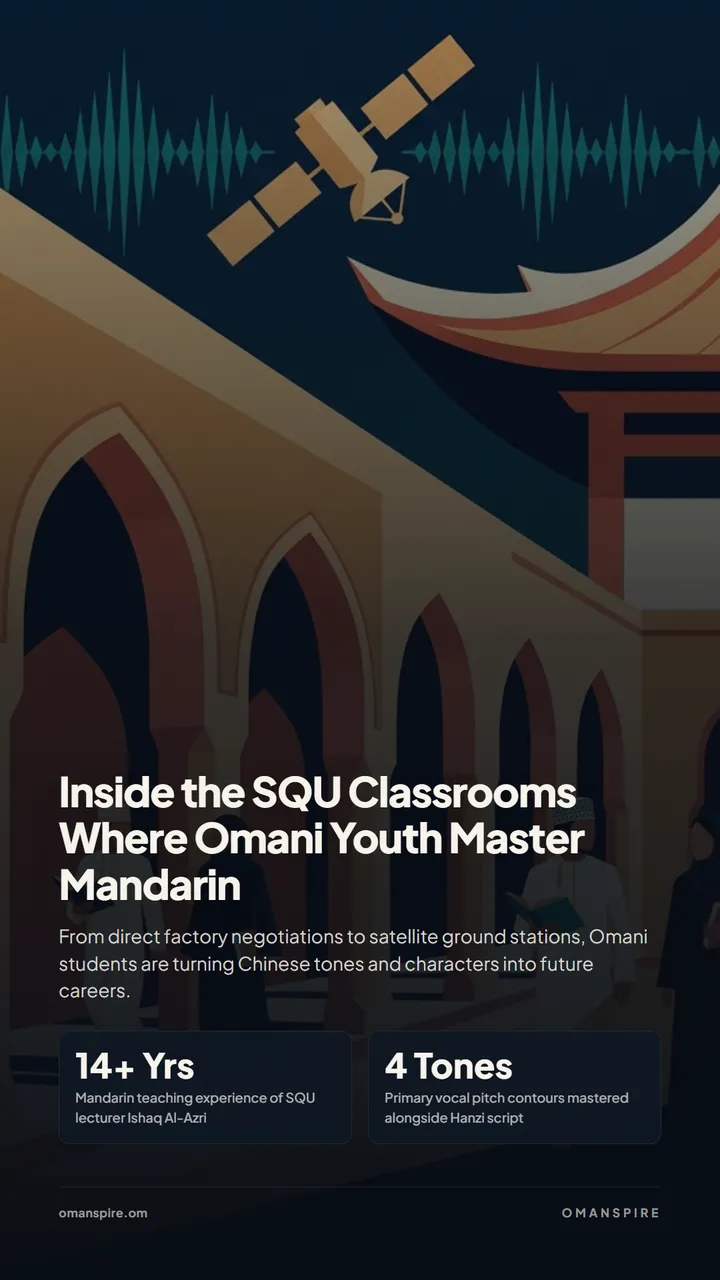 Inside the SQU Classrooms
Where Omani Youth Master
Mandarin
From direct factory negotiations to satellite ground stations, Omani
students are turning Chinese tones and characters into future
careers.
14+ Yrs
Mandarin teaching experience of SQU
lecturer Ishaq Al-Azri
4 Tones
Primary vocal pitch contours mastered
alongside Hanzi script
omanspire.om
OMANSPIRE